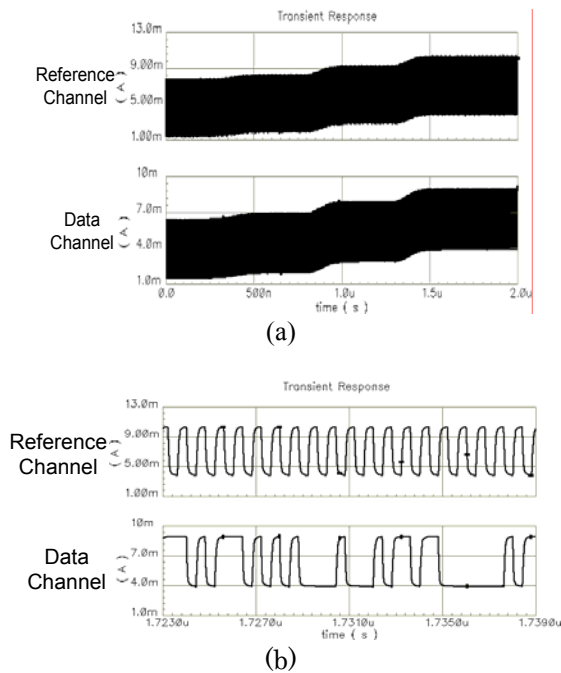 Transient Response
13.0m
Reference
Channel
9.00m
5.00m
( A )
1.00m
10m
Data
Channel
7.0m
4.0m
( A )
1.0m
0.0
500n
1.0u
1.5u
2.0u
time ( s )
(a)
Transient Response
13.0m
Reference
Channel
9.00m
5.00m
( A )
1.00m
10m
Data
Channel
7.0m
4.0m
( A )
1.0m
1.7230u
1.7270u
1.7310u
1.7350u
1.7390u
time ( s )
(b)